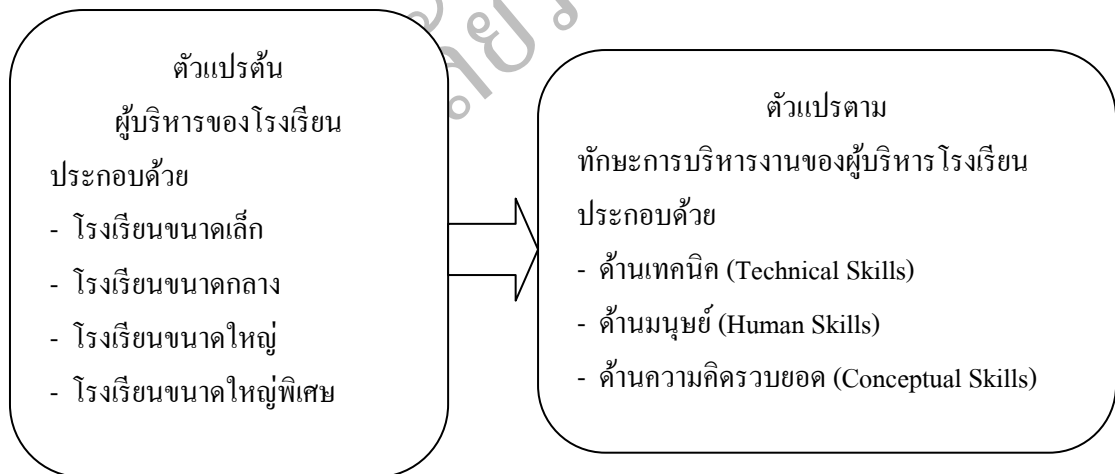 ตัวแปรต้น
ผู้บริหารของโรงเรียน
ประกอบด้วย
- โรงเรียนขนาดเล็ก
- โรงเรียนขนาดกลาง
- โรงเรียนขนาดใหญ่
- โรงเรียนขนาดใหญ่พิเศษ
ตัวแปรตาม
ทักษะการบริหารงานของผู้บริหารโรงเรียน
ประกอบด้วย
- ด้านเทคนิค (Technical Skills)
- ด้านมนุษย์ (Human Skills)
- ด้านความคิดรวบยอด (Conceptual Skills)